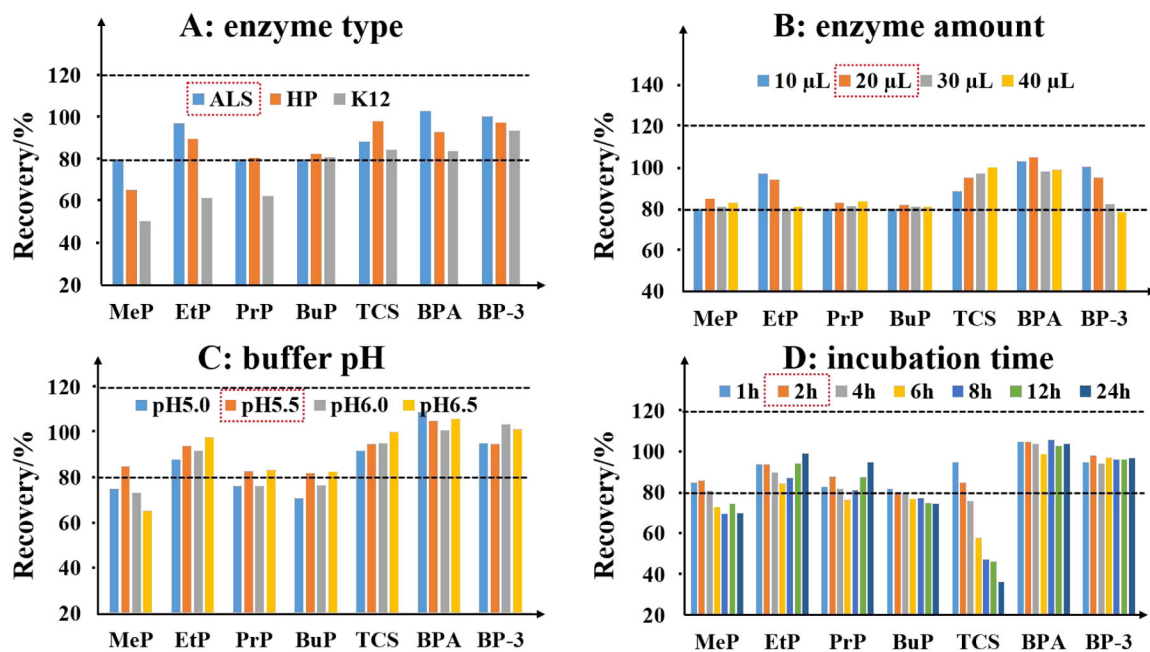 A: enzyme type
Recovery/%
120
100
80
60
40
20
ALS HP K12
MeP EtP PrP BuP TCS BPA BP-3
B: enzyme amount
Recovery/%
140
120
100
80
60
40
10 µL 20 µL 30 µL 40 µL
MeP EtP PrP BuP TCS BPA BP-3
C: buffer pH
Recovery/%
120
100
80
60
40
20
pH5.0 pH5.5 pH6.0 pH6.5
MeP EtP PrP BuP TCS BPA BP-3
D: incubation time
Recovery/%
120
100
80
60
40
20
1h 2h 4h 6h 8h 12h 24h
MeP EtP PrP BuP TCS BPA BP-3